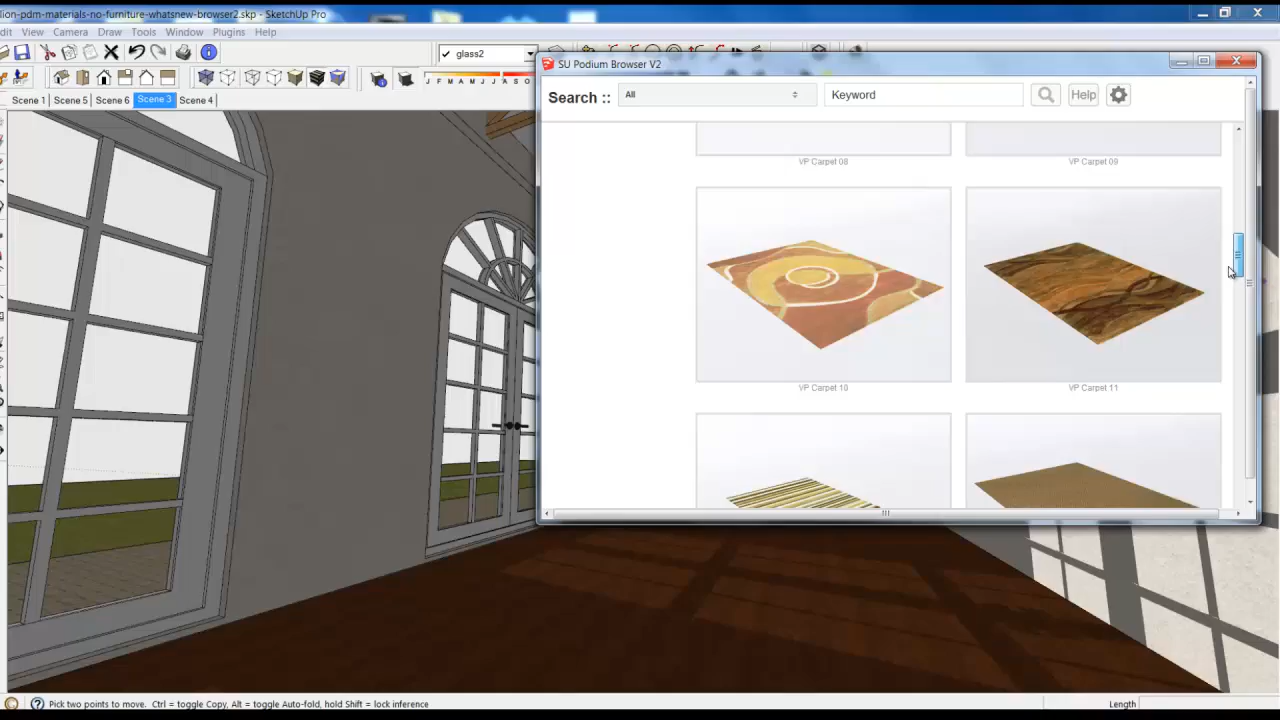 lion-pdm-materials-no-furniture-whatsnew-browser2.skp - SketchUp Pro
dit View Camera Draw Tools Window Plugins Help
glass2
J F M A M J J A S O
Scene 1 Scene 5 Scene 6 Scene 3 Scene 4
SU Podium Browser V2
Search :: All Keyword Help
VP Carpet 08 VP Carpet 09
VP Carpet 10 VP Carpet 11
Pick two points to move. Ctrl = toggle Copy, Alt = toggle Auto-fold, hold Shift = lock inference Length